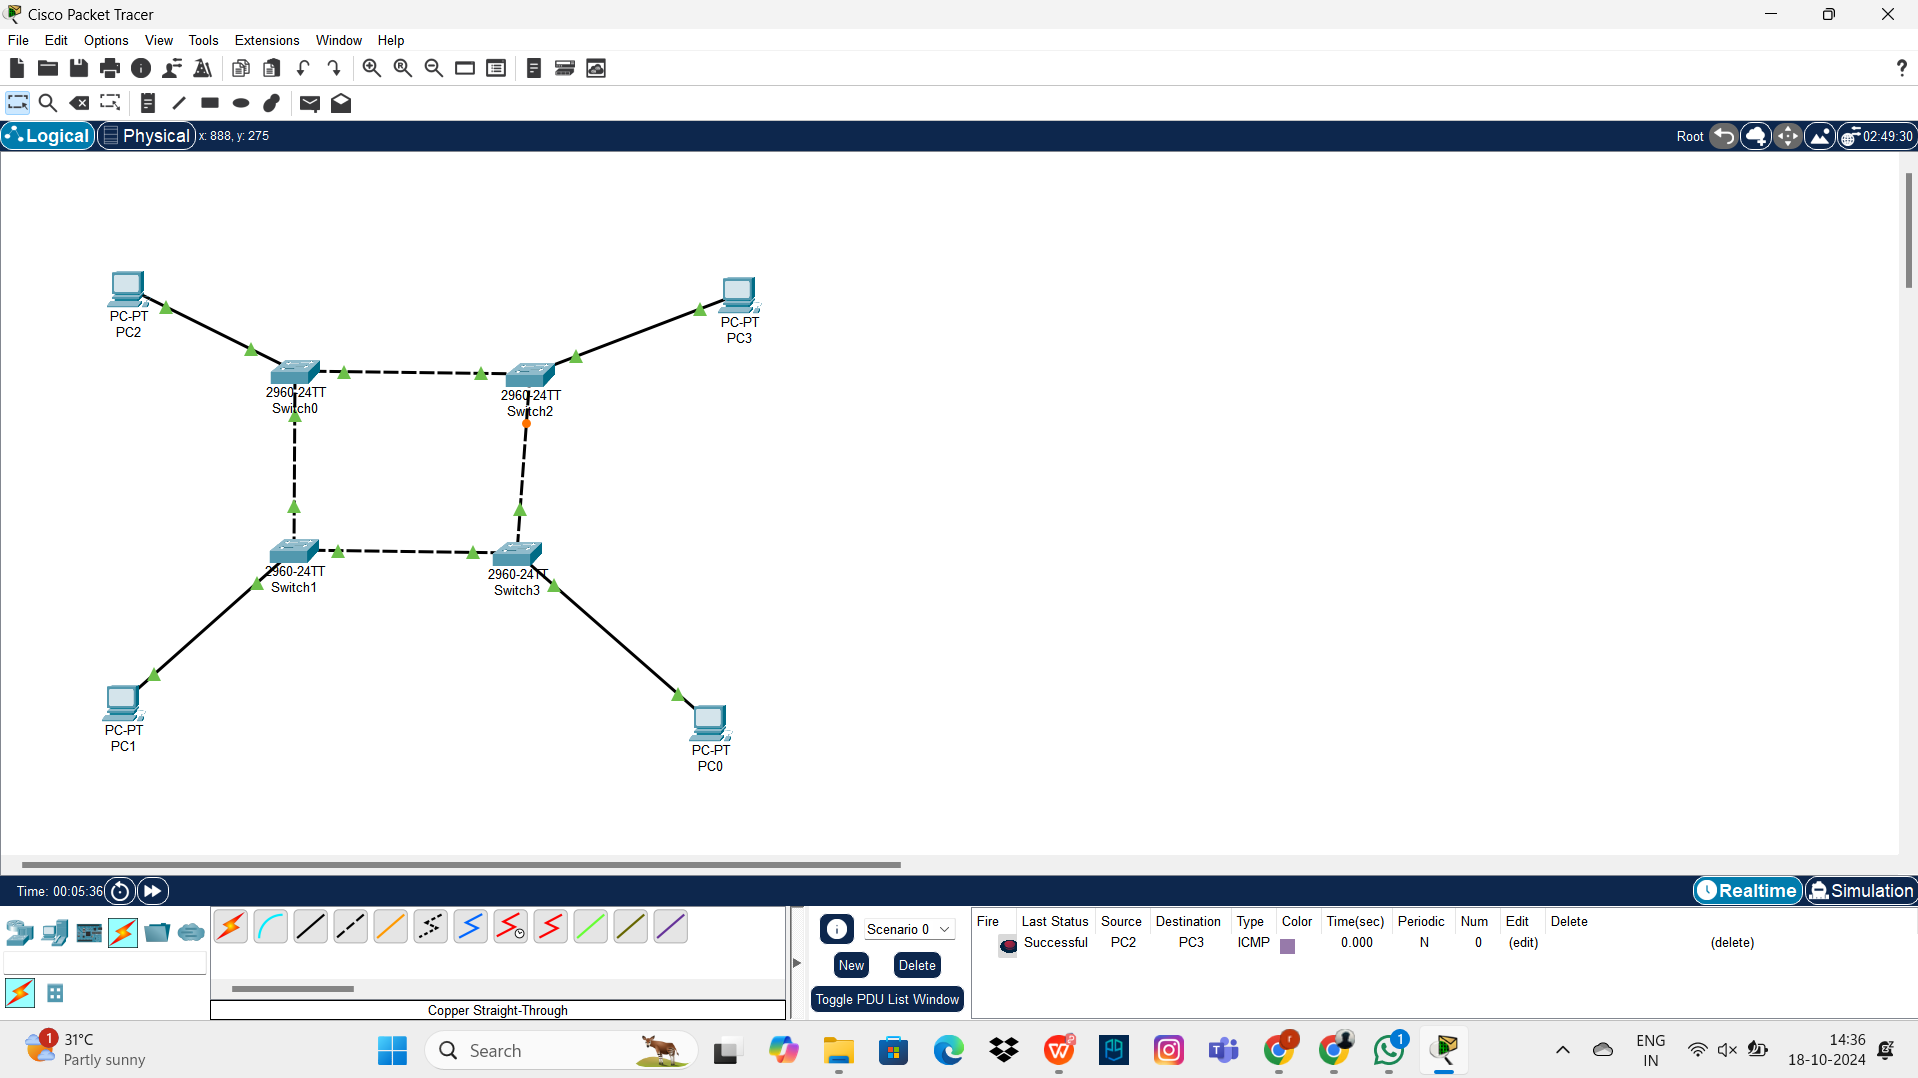 Cisco Packet Tracer
File Edit Options View Tools Extensions Window Help
?
Logical Physical x: 888, y: 275 Root 02:49:30
PC-PT
PC2
PC-PT
PC3
2960-24TT
Switch0
2960-24TT
Switch2
2960-24TT
Switch1
2960-24TT
Switch3
PC-PT
PC1
PC-PT
PC0
Time: 00:05:36 Realtime Simulation
Scenario 0
New Delete
Toggle PDU List Window
Fire Last Status Source Destination Type Color Time(sec) Periodic Num Edit Delete
Successful PC2 PC3 ICMP 0.000 N 0 (edit) (delete)
Copper Straight-Through
1
31°C
Partly sunny
Search
1
ENG
IN
14:36
18-10-2024